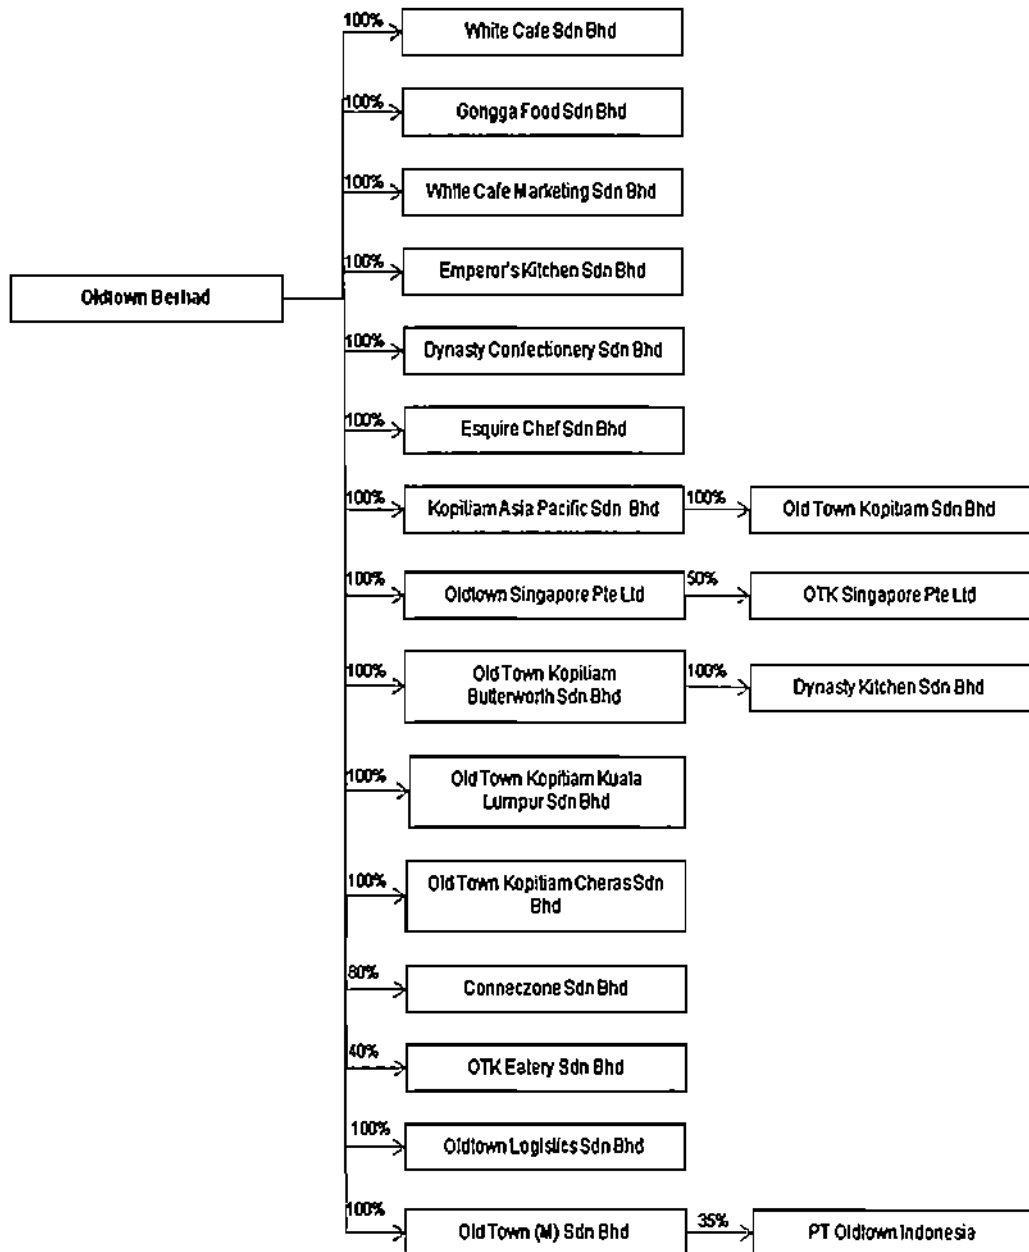 100%
White Cafe Sdn Bhd
100%
Gongga Food Sdn Bhd
100%
White Cafe Marketing Sdn Bhd
100%
Emperor's Kitchen Sdn Bhd
Oldtown Berhad
100%
Dynasty Confectionery Sdn Bhd
100%
Esquire Chef Sdn Bhd
100%
Kopitiam Asia Pacific Sdn Bhd
100%
Old Town Kopitiam Sdn Bhd
100%
Oldtown Singapore Pte Ltd
50%
OTK Singapore Pte Ltd
100%
Old Town Kopitiam
Butterworth Sdn Bhd
100%
Dynasty Kitchen Sdn Bhd
100%
Old Town Kopitiam Kuala
Lumpur Sdn Bhd
100%
Old Town Kopitiam Cheras Sdn
Bhd
80%
Conneczone Sdn Bhd
40%
OTK Eatery Sdn Bhd
100%
Oldtown Logistics Sdn Bhd
100%
Old Town (M) Sdn Bhd
35%
PT Oldtown Indonesia